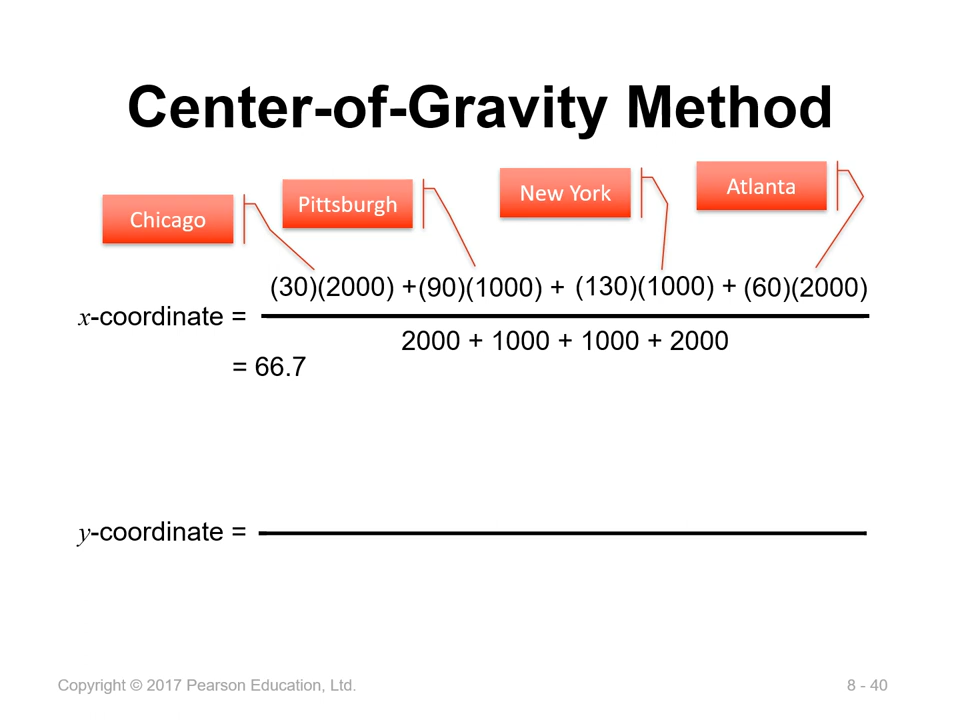 Center-of-Gravity Method
Chicago
Pittsburgh
New York
Atlanta
(30)(2000) +(90)(1000) + (130)(1000) + (60)(2000)
x-coordinate =
2000 + 1000 + 1000 + 2000
= 66.7
y-coordinate =
Copyright © 2017 Pearson Education, Ltd.
8 - 40